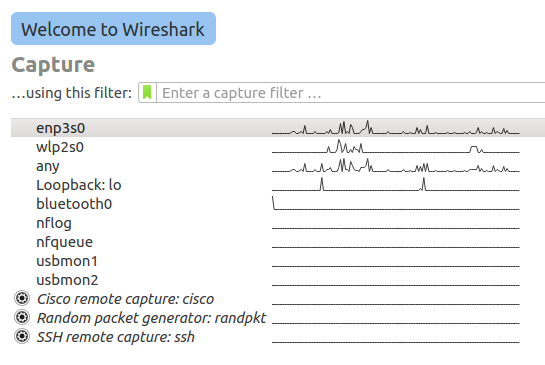 Welcome to Wireshark
Capture
…using this filter: Enter a capture filter …
enp3s0
wlp2s0
any
Loopback: lo
bluetooth0
nflog
nfqueue
usbmon1
usbmon2
Cisco remote capture: cisco
Random packet generator: randpkt
SSH remote capture: ssh